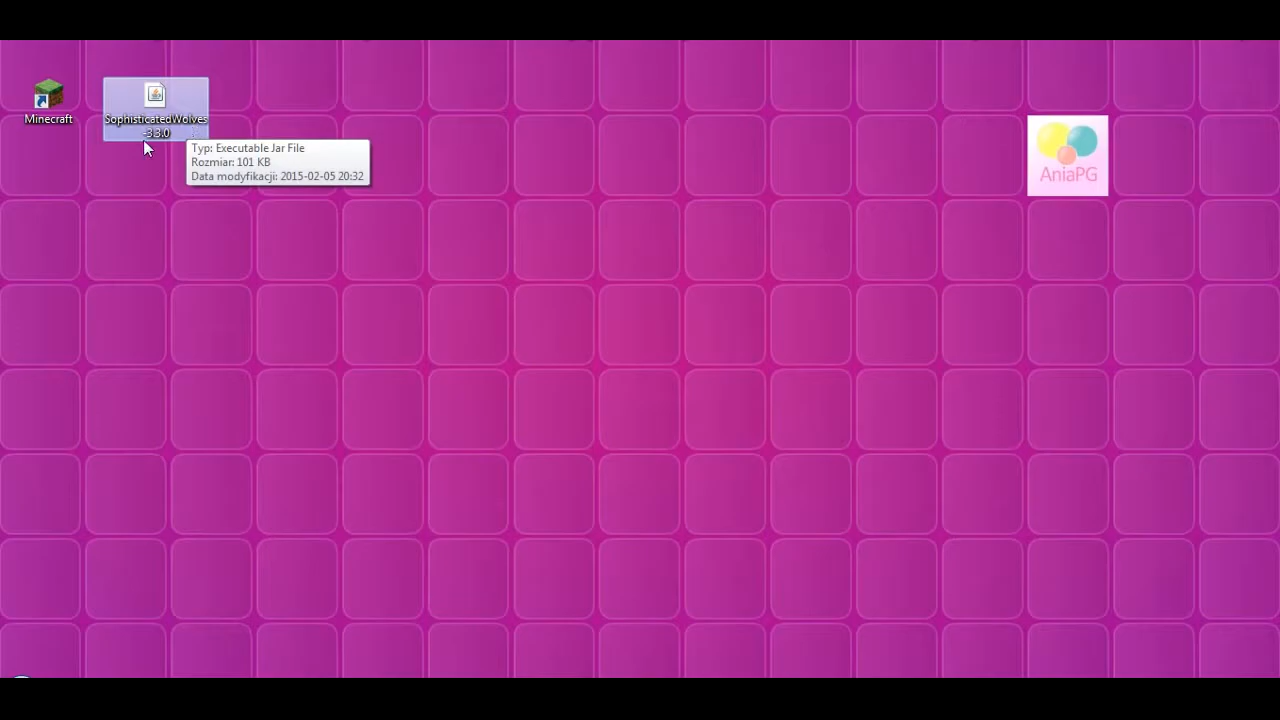 Minecraft
SophisticatedWolves
-3.3.0
Typ: Executable Jar File
Rozmiar: 101 KB
Data modyfikacji: 2015-02-05 20:32
AniaPG